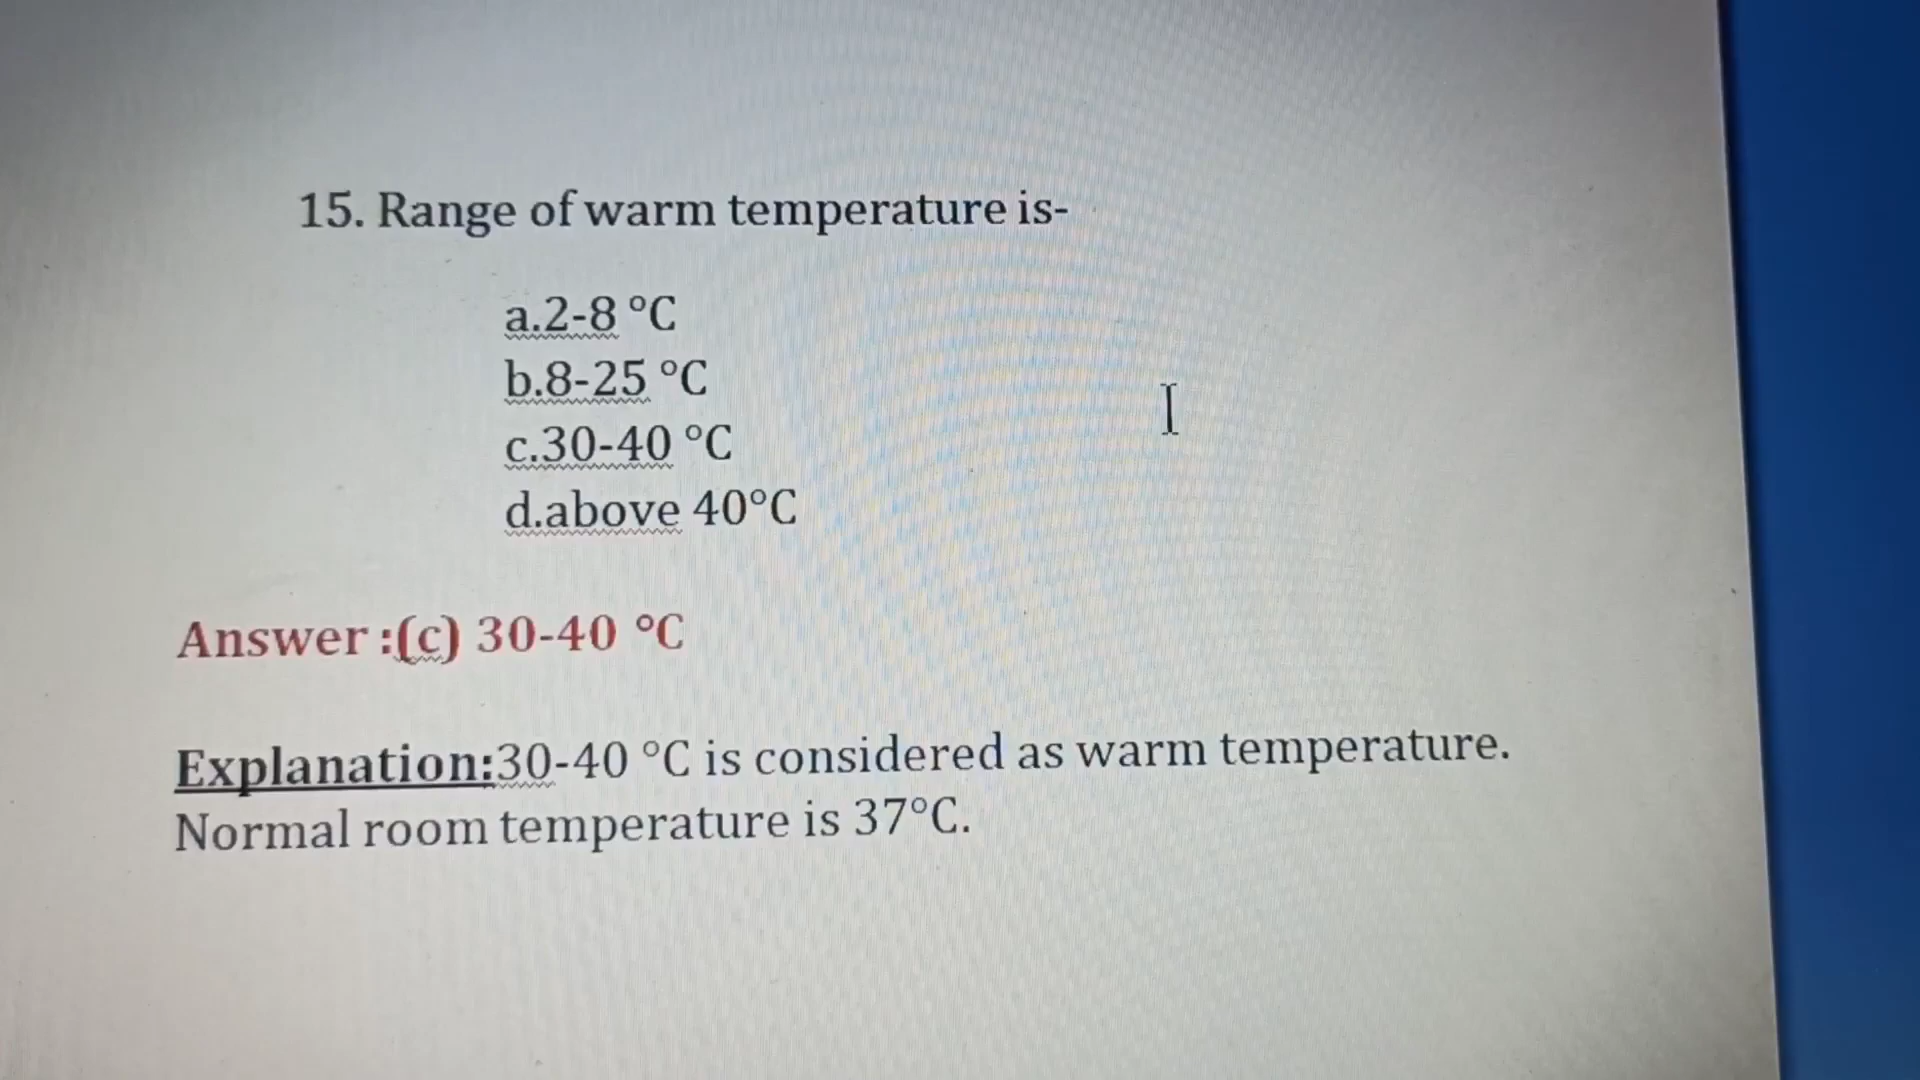 15. Range of warm temperature is-
a.2-8 °C
b.8-25 °C
c.30-40 °C
d.above 40°C
Answer :(c) 30-40 °C
Explanation:30-40 °C is considered as warm temperature.
Normal room temperature is 37°C.